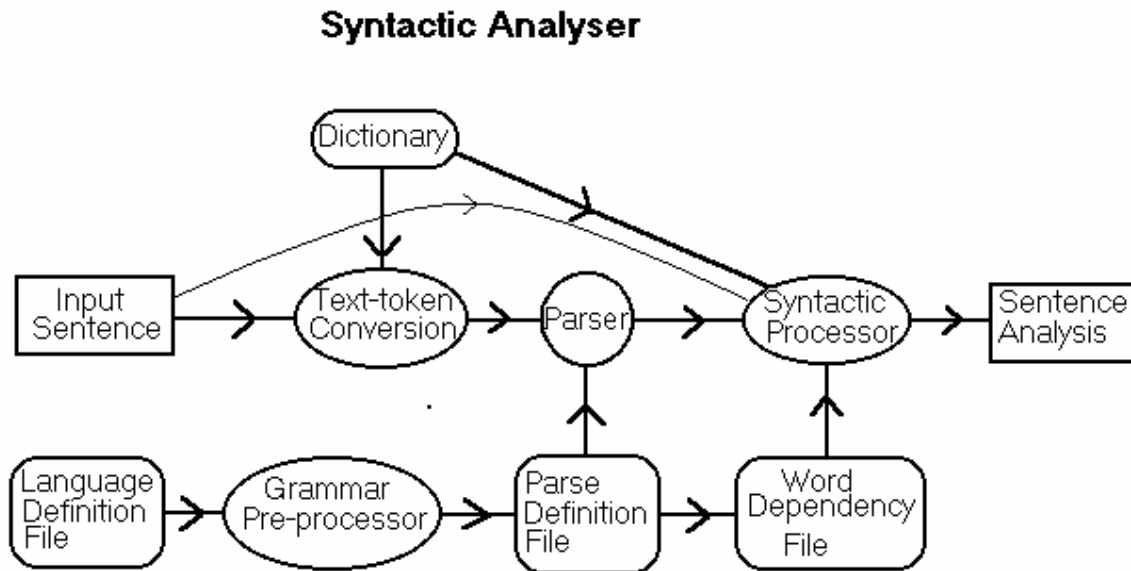 Syntactic Analyser
Dictionary
Input
Sentence
Text-token
Conversion
Parser
Syntactic
Processor
Sentence
Analysis
Language
Definition
File
Grammar
Pre-processor
Parse
Definition
File
Word
Dependency
File